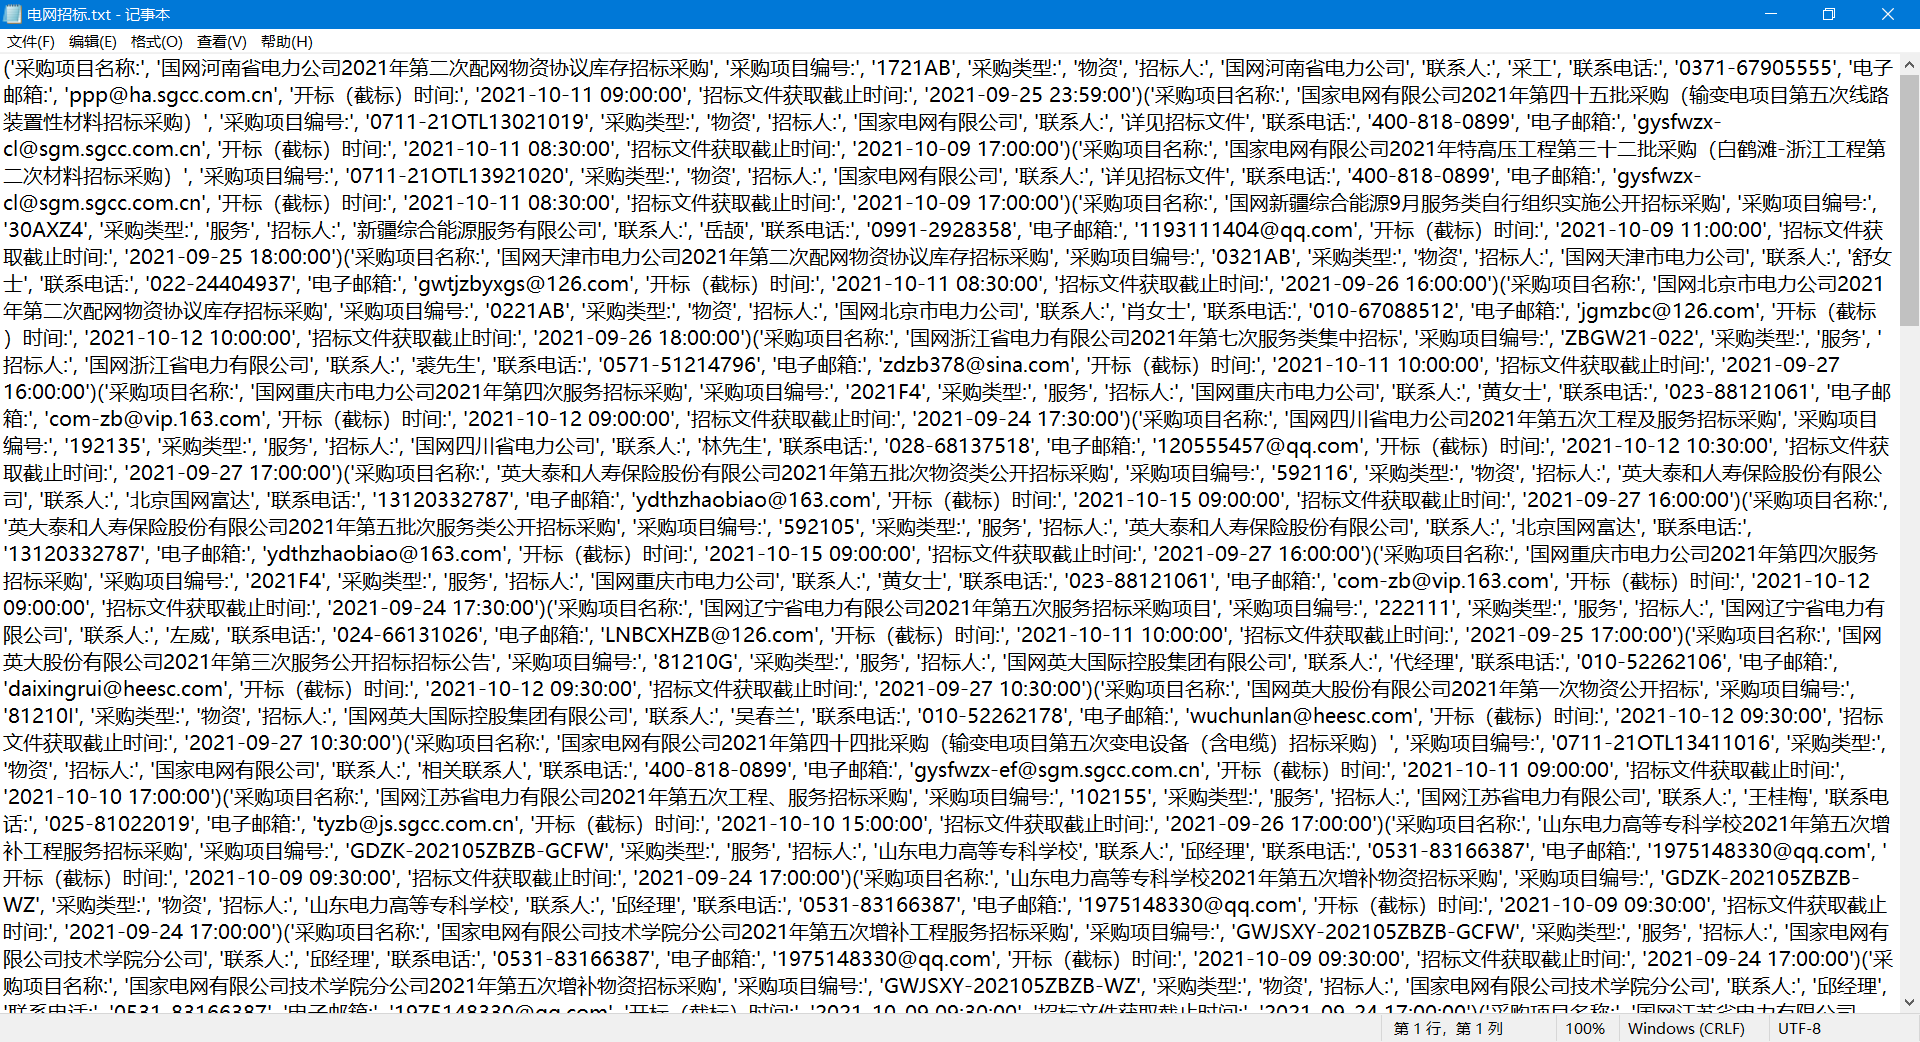 电网招标.txt - 记事本
文件(F) 编辑(E) 格式(O) 查看(V) 帮助(H)
('采购项目名称:', '国网河南省电力公司2021年第二次配网物资协议库存招标采购', '采购项目编号:', '1721AB', '采购类型:', '物资', '招标人:', '国网河南省电力公司', '联系人:', '采工', '联系电话:', '0371-67905555', '电子
邮箱:', 'ppp@ha.sgcc.com.cn', '开标（截标）时间:', '2021-10-11 09:00:00', '招标文件获取截止时间:', '2021-09-25 23:59:00')('采购项目名称:', '国家电网有限公司2021年第四十五批采购（输变电项目第五次线路
装置性材料招标采购）', '采购项目编号:', '0711-21OTL13021019', '采购类型:', '物资', '招标人:', '国家电网有限公司', '联系人:', '详见招标文件', '联系电话:', '400-818-0899', '电子邮箱:', 'gysfwzx-
cl@sgm.sgcc.com.cn', '开标（截标）时间:', '2021-10-11 08:30:00', '招标文件获取截止时间:', '2021-10-09 17:00:00')('采购项目名称:', '国家电网有限公司2021年特高压工程第三十二批采购（白鹤滩-浙江工程第
二次材料招标采购）', '采购项目编号:', '0711-21OTL13921020', '采购类型:', '物资', '招标人:', '国家电网有限公司', '联系人:', '详见招标文件', '联系电话:', '400-818-0899', '电子邮箱:', 'gysfwzx-
cl@sgm.sgcc.com.cn', '开标（截标）时间:', '2021-10-11 08:30:00', '招标文件获取截止时间:', '2021-10-09 17:00:00')('采购项目名称:', '国网新疆综合能源9月服务类自行组织实施公开招标采购', '采购项目编号:',
'30AXZ4', '采购类型:', '服务', '招标人:', '新疆综合能源服务有限公司', '联系人:', '岳颉', '联系电话:', '0991-2928358', '电子邮箱:', '1193111404@qq.com', '开标（截标）时间:', '2021-10-09 11:00:00', '招标文件获
取截止时间:', '2021-09-25 18:00:00')('采购项目名称:', '国网天津市电力公司2021年第二次配网物资协议库存招标采购', '采购项目编号:', '0321AB', '采购类型:', '物资', '招标人:', '国网天津市电力公司', '联系人:', '舒女
士', '联系电话:', '022-24404937', '电子邮箱:', 'gwtjzbyxgs@126.com', '开标（截标）时间:', '2021-10-11 08:30:00', '招标文件获取截止时间:', '2021-09-26 16:00:00')('采购项目名称:', '国网北京市电力公司2021
年第二次配网物资协议库存招标采购', '采购项目编号:', '0221AB', '采购类型:', '物资', '招标人:', '国网北京市电力公司', '联系人:', '肖女士', '联系电话:', '010-67088512', '电子邮箱:', 'jgmzbc@126.com', '开标（截标
）时间:', '2021-10-12 10:00:00', '招标文件获取截止时间:', '2021-09-26 18:00:00')('采购项目名称:', '国网浙江省电力有限公司2021年第七次服务类集中招标', '采购项目编号:', 'ZBGW21-022', '采购类型:', '服务', '
招标人:', '国网浙江省电力有限公司', '联系人:', '裘先生', '联系电话:', '0571-51214796', '电子邮箱:', 'zdzb378@sina.com', '开标（截标）时间:', '2021-10-11 10:00:00', '招标文件获取截止时间:', '2021-09-27
16:00:00')('采购项目名称:', '国网重庆市电力公司2021年第四次服务招标采购', '采购项目编号:', '2021F4', '采购类型:', '服务', '招标人:', '国网重庆市电力公司', '联系人:', '黄女士', '联系电话:', '023-88121061', '电子邮
箱:', 'com-zb@vip.163.com', '开标（截标）时间:', '2021-10-12 09:00:00', '招标文件获取截止时间:', '2021-09-24 17:30:00')('采购项目名称:', '国网四川省电力公司2021年第五次工程及服务招标采购', '采购项目
编号:', '192135', '采购类型:', '服务', '招标人:', '国网四川省电力公司', '联系人:', '林先生', '联系电话:', '028-68137518', '电子邮箱:', '120555457@qq.com', '开标（截标）时间:', '2021-10-12 10:30:00', '招标文件获
取截止时间:', '2021-09-27 17:00:00')('采购项目名称:', '英大泰和人寿保险股份有限公司2021年第五批次物资类公开招标采购', '采购项目编号:', '592116', '采购类型:', '物资', '招标人:', '英大泰和人寿保险股份有限公
司', '联系人:', '北京国网富达', '联系电话:', '13120332787', '电子邮箱:', 'ydthzhaobiao@163.com', '开标（截标）时间:', '2021-10-15 09:00:00', '招标文件获取截止时间:', '2021-09-27 16:00:00')('采购项目名称:',
'英大泰和人寿保险股份有限公司2021年第五批次服务类公开招标采购', '采购项目编号:', '592105', '采购类型:', '服务', '招标人:', '英大泰和人寿保险股份有限公司', '联系人:', '北京国网富达', '联系电话:',
'13120332787', '电子邮箱:', 'ydthzhaobiao@163.com', '开标（截标）时间:', '2021-10-15 09:00:00', '招标文件获取截止时间:', '2021-09-27 16:00:00')('采购项目名称:', '国网重庆市电力公司2021年第四次服务
招标采购', '采购项目编号:', '2021F4', '采购类型:', '服务', '招标人:', '国网重庆市电力公司', '联系人:', '黄女士', '联系电话:', '023-88121061', '电子邮箱:', 'com-zb@vip.163.com', '开标（截标）时间:', '2021-10-12
09:00:00', '招标文件获取截止时间:', '2021-09-24 17:30:00')('采购项目名称:', '国网辽宁省电力有限公司2021年第五次服务招标采购项目', '采购项目编号:', '222111', '采购类型:', '服务', '招标人:', '国网辽宁省电力有
限公司', '联系人:', '左威', '联系电话:', '024-66131026', '电子邮箱:', 'LNBCXHZB@126.com', '开标（截标）时间:', '2021-10-11 10:00:00', '招标文件获取截止时间:', '2021-09-25 17:00:00')('采购项目名称:', '国网
英大股份有限公司2021年第三次服务公开招标招标公告', '采购项目编号:', '81210G', '采购类型:', '服务', '招标人:', '国网英大国际控股集团有限公司', '联系人:', '代经理', '联系电话:', '010-52262106', '电子邮箱:',
'daixingrui@heesc.com', '开标（截标）时间:', '2021-10-12 09:30:00', '招标文件获取截止时间:', '2021-09-27 10:30:00')('采购项目名称:', '国网英大股份有限公司2021年第一次物资公开招标', '采购项目编号:',
'81210I', '采购类型:', '物资', '招标人:', '国网英大国际控股集团有限公司', '联系人:', '吴春兰', '联系电话:', '010-52262178', '电子邮箱:', 'wuchunlan@heesc.com', '开标（截标）时间:', '2021-10-12 09:30:00', '招标
文件获取截止时间:', '2021-09-27 10:30:00')('采购项目名称:', '国家电网有限公司2021年第四十四批采购（输变电项目第五次变电设备（含电缆）招标采购）', '采购项目编号:', '0711-21OTL13411016', '采购类型:',
'物资', '招标人:', '国家电网有限公司', '联系人:', '相关联系人', '联系电话:', '400-818-0899', '电子邮箱:', 'gysfwzx-ef@sgm.sgcc.com.cn', '开标（截标）时间:', '2021-10-11 09:00:00', '招标文件获取截止时间:',
'2021-10-10 17:00:00')('采购项目名称:', '国网江苏省电力有限公司2021年第五次工程、服务招标采购', '采购项目编号:', '102155', '采购类型:', '服务', '招标人:', '国网江苏省电力有限公司', '联系人:', '王桂梅', '联系电
话:', '025-81022019', '电子邮箱:', 'tyzb@js.sgcc.com.cn', '开标（截标）时间:', '2021-10-10 15:00:00', '招标文件获取截止时间:', '2021-09-26 17:00:00')('采购项目名称:', '山东电力高等专科学校2021年第五次增
补工程服务招标采购', '采购项目编号:', 'GDZK-202105ZBZB-GCFW', '采购类型:', '服务', '招标人:', '山东电力高等专科学校', '联系人:', '邱经理', '联系电话:', '0531-83166387', '电子邮箱:', '1975148330@qq.com', '
开标（截标）时间:', '2021-10-09 09:30:00', '招标文件获取截止时间:', '2021-09-24 17:00:00')('采购项目名称:', '山东电力高等专科学校2021年第五次增补物资招标采购', '采购项目编号:', 'GDZK-202105ZBZB-
WZ', '采购类型:', '物资', '招标人:', '山东电力高等专科学校', '联系人:', '邱经理', '联系电话:', '0531-83166387', '电子邮箱:', '1975148330@qq.com', '开标（截标）时间:', '2021-10-09 09:30:00', '招标文件获取截止
时间:', '2021-09-24 17:00:00')('采购项目名称:', '国家电网有限公司技术学院分公司2021年第五次增补工程服务招标采购', '采购项目编号:', 'GWJSXY-202105ZBZB-GCFW', '采购类型:', '服务', '招标人:', '国家电网有
限公司技术学院分公司', '联系人:', '邱经理', '联系电话:', '0531-83166387', '电子邮箱:', '1975148330@qq.com', '开标（截标）时间:', '2021-10-09 09:30:00', '招标文件获取截止时间:', '2021-09-24 17:00:00')('采
购项目名称:', '国家电网有限公司技术学院分公司2021年第五次增补物资招标采购', '采购项目编号:', 'GWJSXY-202105ZBZB-WZ', '采购类型:', '物资', '招标人:', '国家电网有限公司技术学院分公司', '联系人:', '邱经理',
'联系电话:', '0531-83166387', '电子邮箱:', '1975148330@qq.com', '开标（截标）时间:', '2021-10-09 09:30:00', '招标文件获取截止时间:', '2021-09-24 17:00:00')('采购项目名称:', '国网江苏省电力有限公司
第 1 行，第 1 列 100% Windows (CRLF) UTF-8